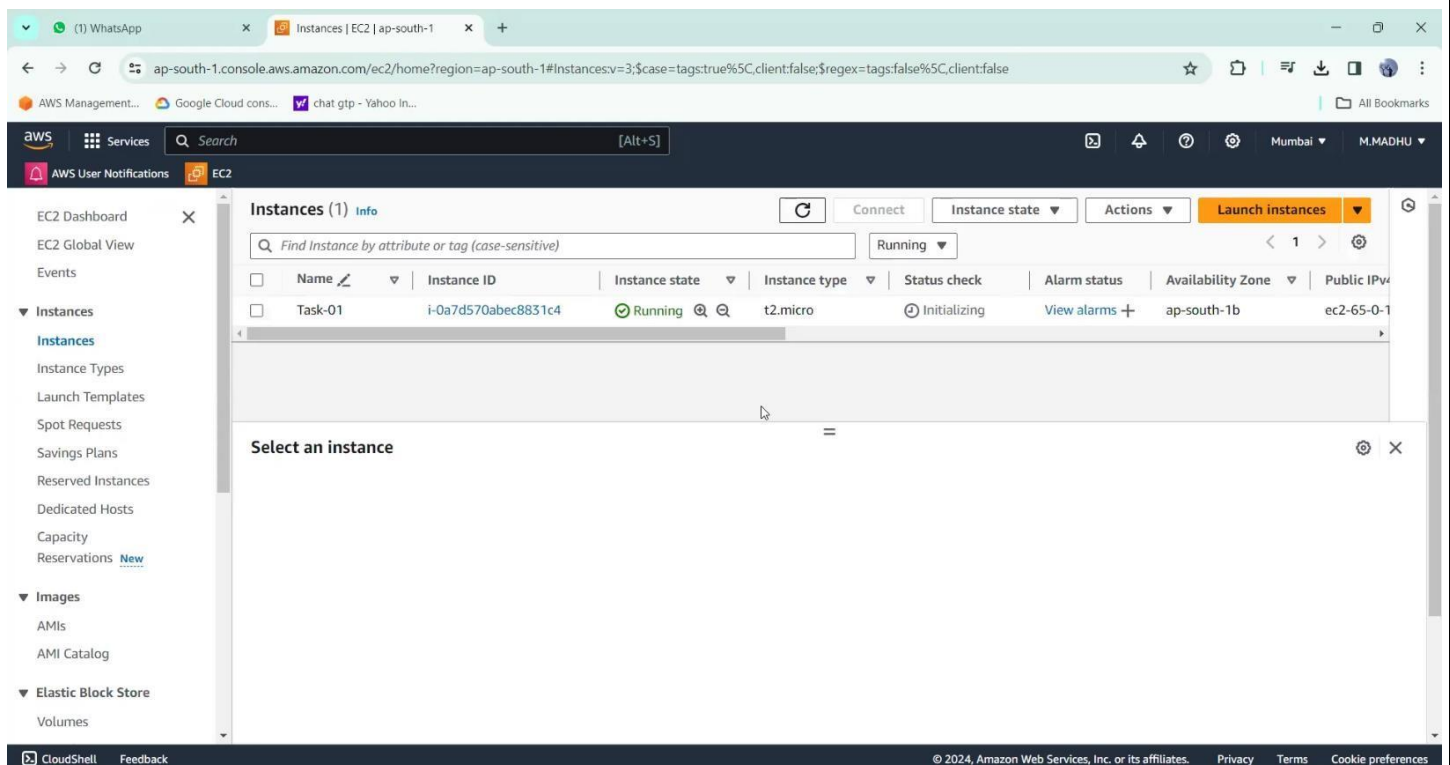 (1) WhatsApp
Instances | EC2 | ap-south-1
ap-south-1.console.aws.amazon.com/ec2/home?region=ap-south-1#Instances:v=3;$case=tags:true%5C,client:false;$regex=tags:false%5C,client:false
AWS Management... Google Cloud cons... chat gtp - Yahoo In... All Bookmarks
aws Services Search [Alt+S] Mumbai M.MADHU
AWS User Notifications EC2
EC2 Dashboard
EC2 Global View
Events
Instances
Instances
Instance Types
Launch Templates
Spot Requests
Savings Plans
Reserved Instances
Dedicated Hosts
Capacity
Reservations New
Images
AMIs
AMI Catalog
Elastic Block Store
Volumes
Instances (1) Info Connect Instance state Actions Launch instances
Find Instance by attribute or tag (case-sensitive) Running 1
Name Instance ID Instance state Instance type Status check Alarm status Availability Zone Public IPv4
Task-01 i-0a7d570abec8831c4 Running t2.micro Initializing View alarms + ap-south-1b ec2-65-0-1
Select an instance
CloudShell Feedback © 2024, Amazon Web Services, Inc. or its affiliates. Privacy Terms Cookie preferences